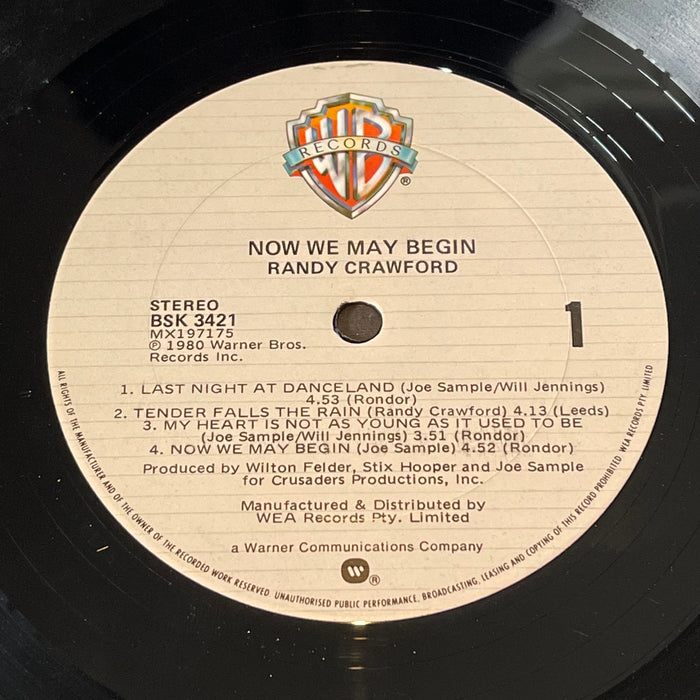 WB
RECORDS
®
NOW WE MAY BEGIN
RANDY CRAWFORD
STEREO
BSK 3421
MX197175
℗ 1980 Warner Bros.
Records Inc.
1
1. LAST NIGHT AT DANCELAND (Joe Sample/Will Jennings)
4.53 (Rondor)
2. TENDER FALLS THE RAIN (Randy Crawford) 4.13 (Leeds)
3. MY HEART IS NOT AS YOUNG AS IT USED TO BE
(Joe Sample/Will Jennings) 3.51 (Rondor)
4. NOW WE MAY BEGIN (Joe Sample) 4.52 (Rondor)
Produced by Wilton Felder, Stix Hooper and Joe Sample
for Crusaders Productions, Inc.
Manufactured & Distributed by
WEA Records Pty. Limited
a Warner Communications Company
W ®
ALL RIGHTS OF THE MANUFACTURER AND OF THE OWNER OF THE RECORDED WORK RESERVED. UNAUTHORISED PUBLIC PERFORMANCE, BROADCASTING, LEASING AND COPYING OF THIS RECORD PROHIBITED WEA RECORDS PTY. LIMITED